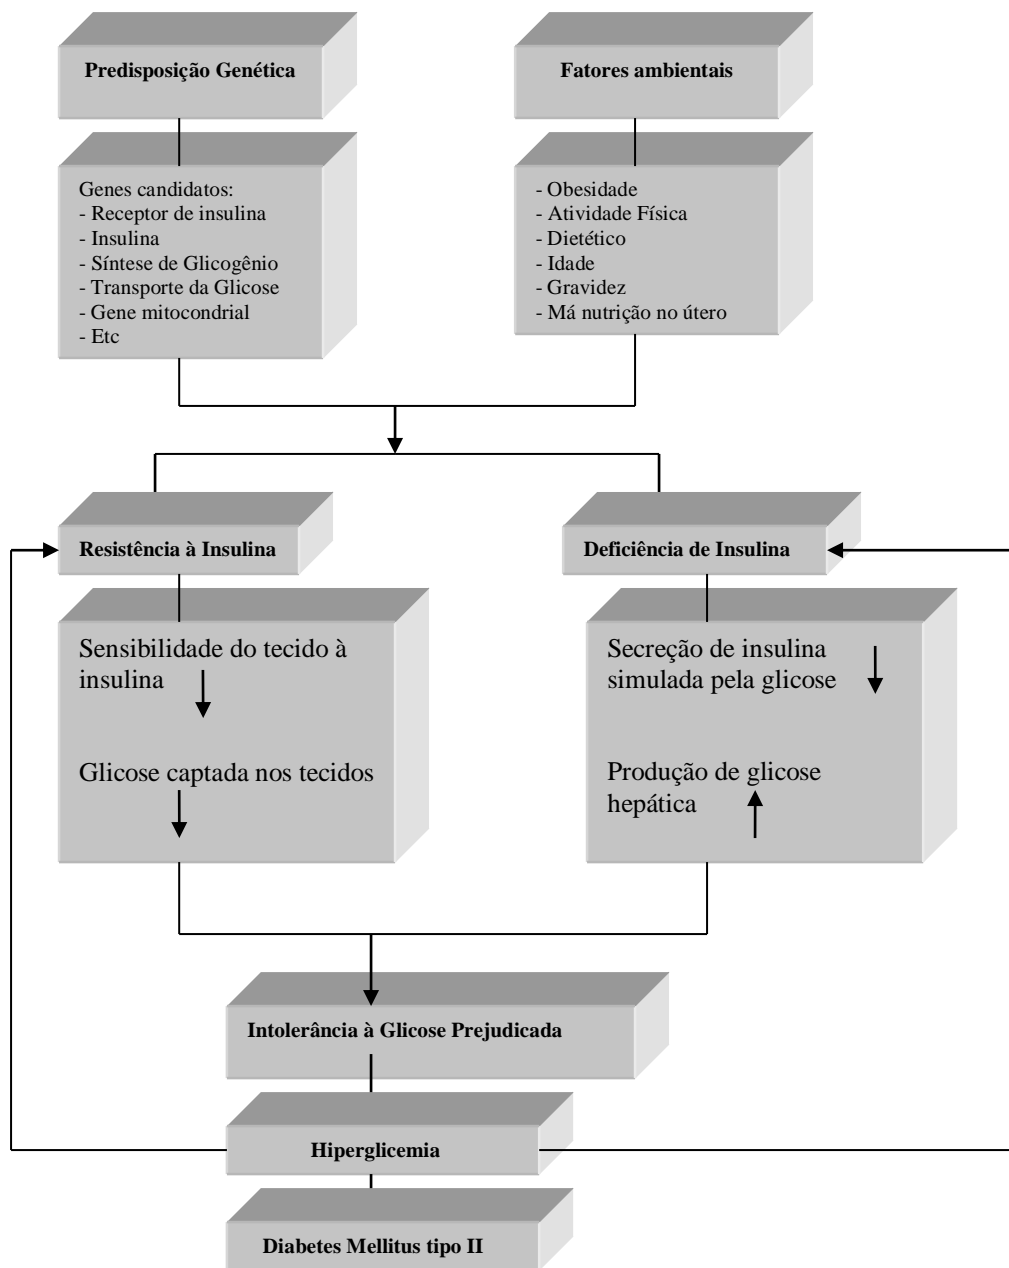 Predisposição Genética
Fatores ambientais
Genes candidatos:
- Receptor de insulina
- Insulina
- Síntese de Glicogênio
- Transporte da Glicose
- Gene mitocondrial
- Etc
- Obesidade
- Atividade Física
- Dietético
- Idade
- Gravidez
- Má nutrição no útero
Resistência à Insulina
Deficiência de Insulina
Sensibilidade do tecido à
insulina
Glicose captada nos tecidos
Secreção de insulina
simulada pela glicose
Produção de glicose
hepática
Intolerância à Glicose Prejudicada
Hiperglicemia
Diabetes Mellitus tipo II